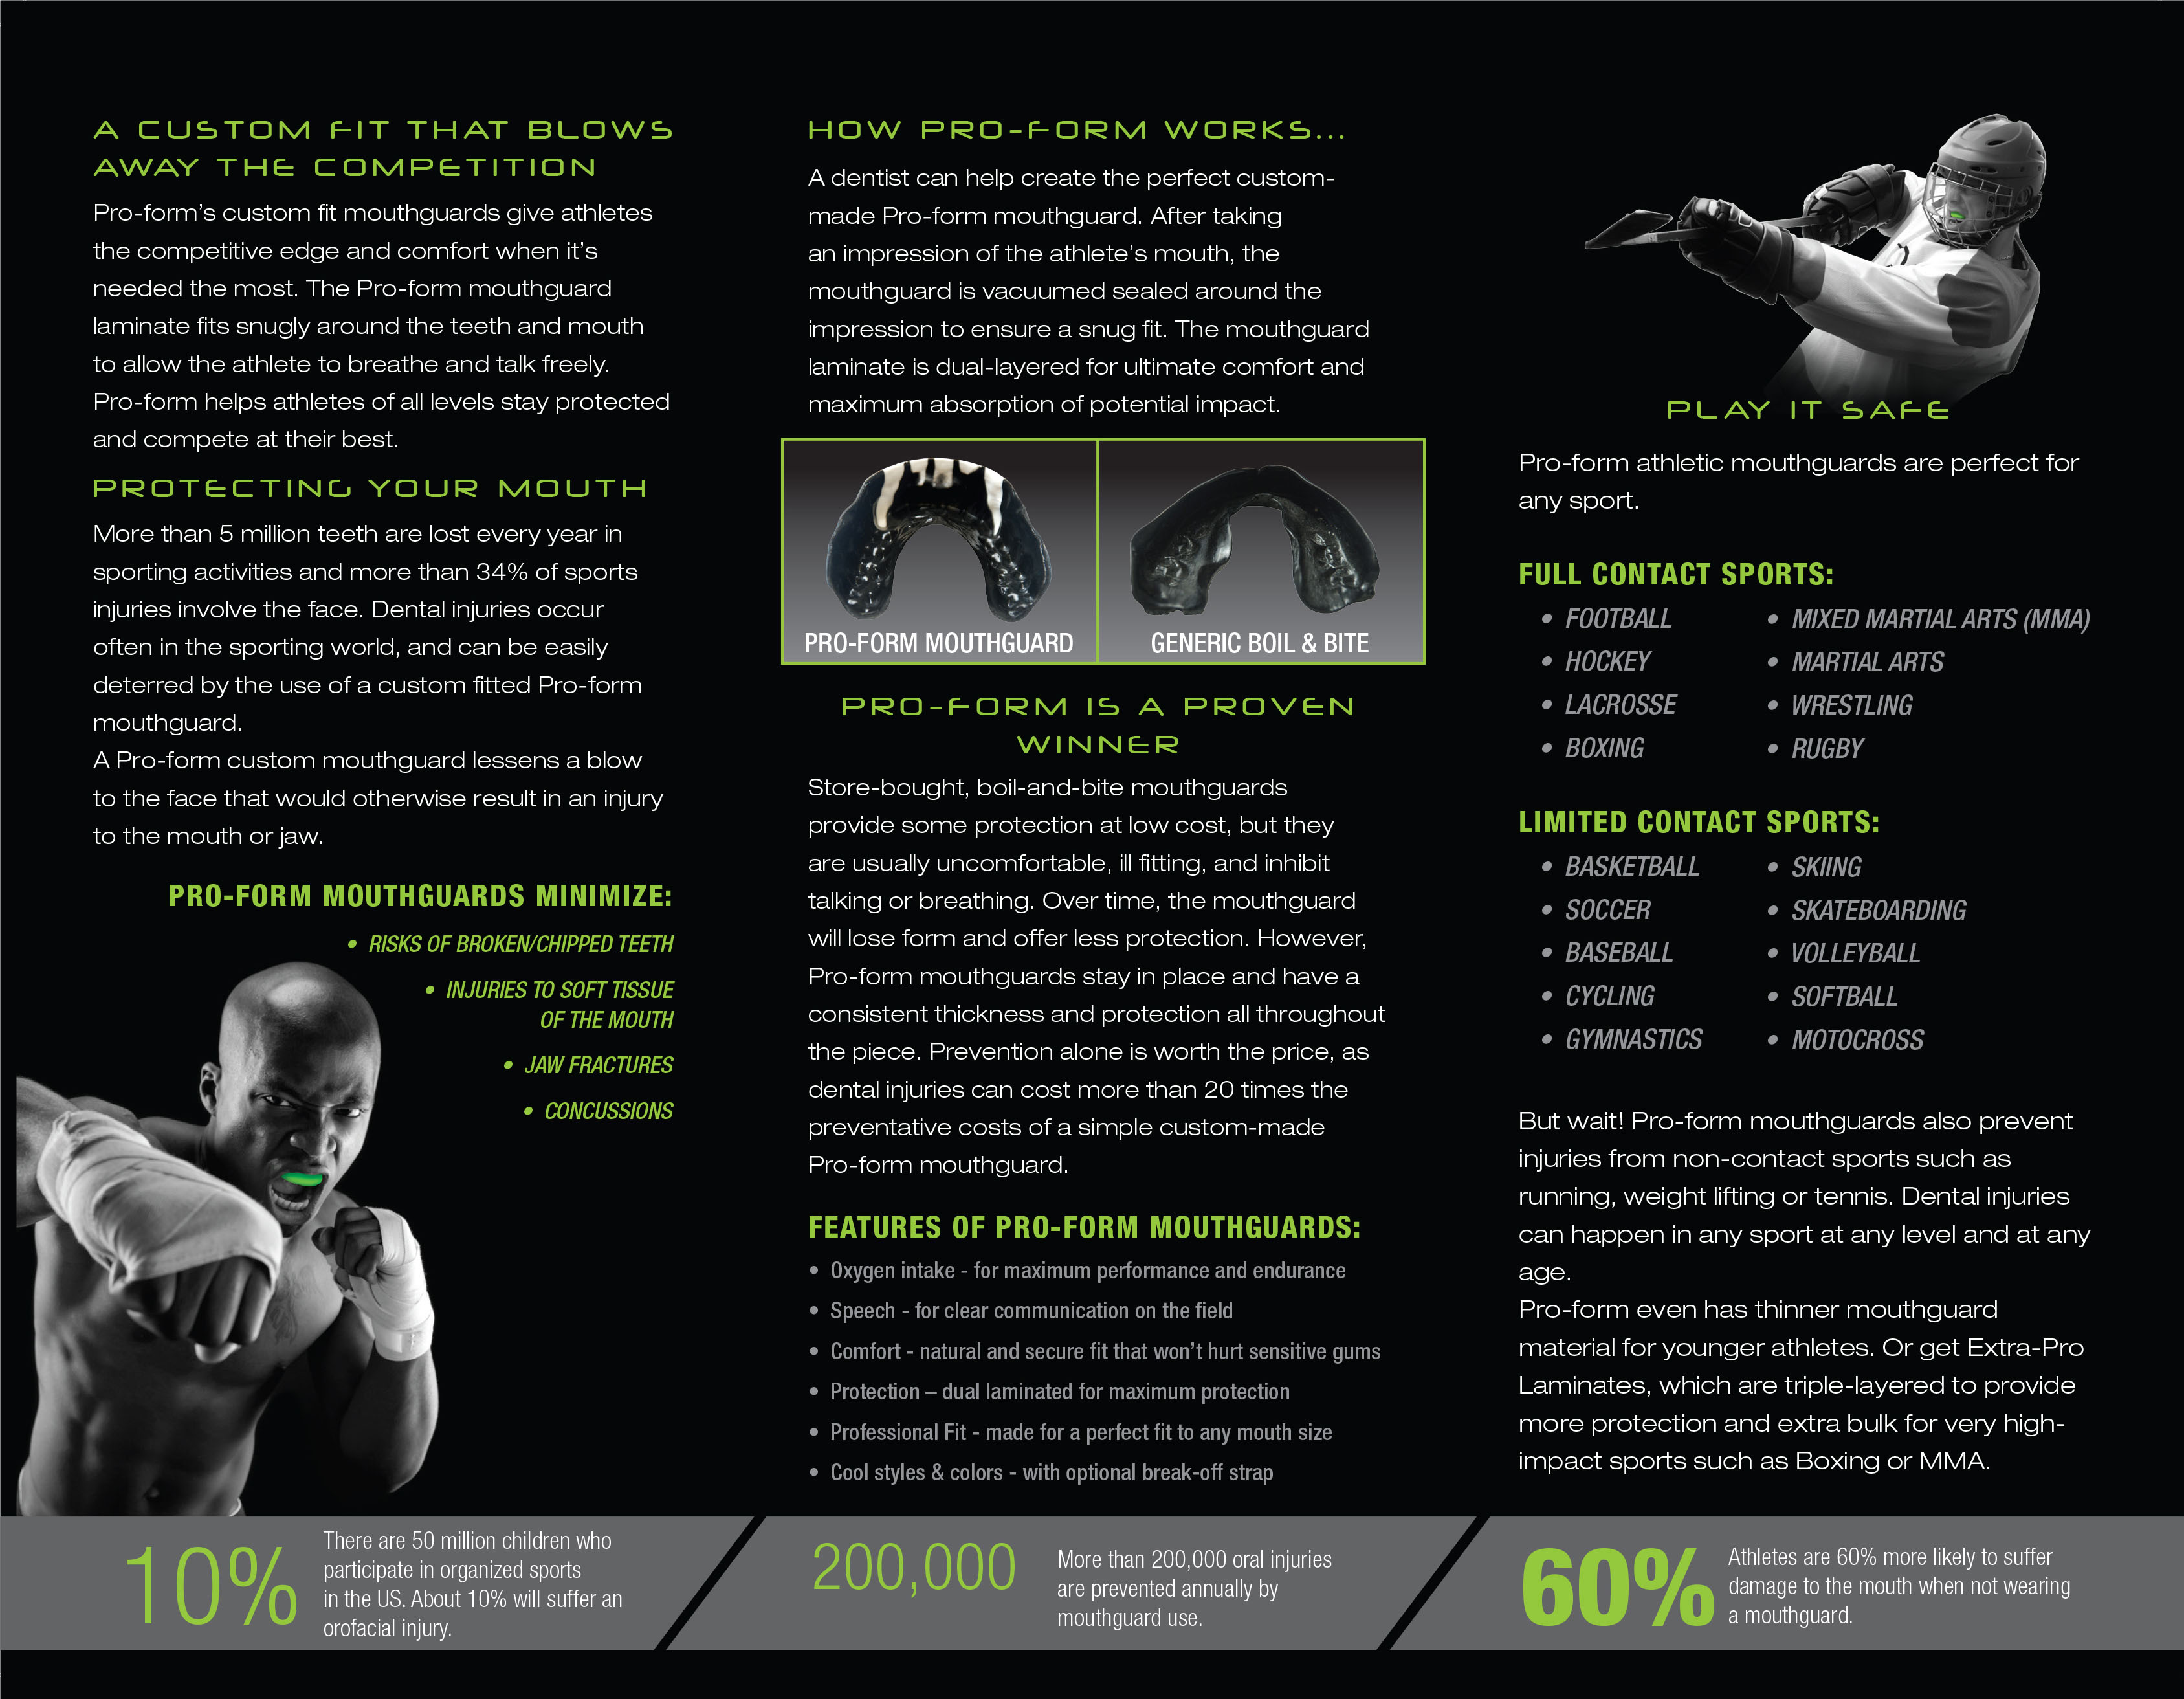 A CUSTOM FIT THAT BLOWS
AWAY THE COMPETITION
Pro-form’s custom fit mouthguards give athletes
the competitive edge and comfort when it’s
needed the most. The Pro-form mouthguard
laminate fits snugly around the teeth and mouth
to allow the athlete to breathe and talk freely.
Pro-form helps athletes of all levels stay protected
and compete at their best.
PROTECTING YOUR MOUTH
More than 5 million teeth are lost every year in
sporting activities and more than 34% of sports
injuries involve the face. Dental injuries occur
often in the sporting world, and can be easily
deterred by the use of a custom fitted Pro-form
mouthguard.
A Pro-form custom mouthguard lessens a blow
to the face that would otherwise result in an injury
to the mouth or jaw.
PRO-FORM MOUTHGUARDS MINIMIZE:
• RISKS OF BROKEN/CHIPPED TEETH
• INJURIES TO SOFT TISSUE
OF THE MOUTH
• JAW FRACTURES
• CONCUSSIONS
HOW PRO-FORM WORKS...
A dentist can help create the perfect custom-
made Pro-form mouthguard. After taking
an impression of the athlete’s mouth, the
mouthguard is vacuumed sealed around the
impression to ensure a snug fit. The mouthguard
laminate is dual-layered for ultimate comfort and
maximum absorption of potential impact.
PRO-FORM MOUTHGUARD
GENERIC BOIL & BITE
PRO-FORM IS A PROVEN
WINNER
Store-bought, boil-and-bite mouthguards
provide some protection at low cost, but they
are usually uncomfortable, ill fitting, and inhibit
talking or breathing. Over time, the mouthguard
will lose form and offer less protection. However,
Pro-form mouthguards stay in place and have a
consistent thickness and protection all throughout
the piece. Prevention alone is worth the price, as
dental injuries can cost more than 20 times the
preventative costs of a simple custom-made
Pro-form mouthguard.
FEATURES OF PRO-FORM MOUTHGUARDS:
• Oxygen intake - for maximum performance and endurance
• Speech - for clear communication on the field
• Comfort - natural and secure fit that won’t hurt sensitive gums
• Protection – dual laminated for maximum protection
• Professional Fit - made for a perfect fit to any mouth size
• Cool styles & colors - with optional break-off strap
PLAY IT SAFE
Pro-form athletic mouthguards are perfect for
any sport.
FULL CONTACT SPORTS:
• FOOTBALL
• HOCKEY
• LACROSSE
• BOXING
• MIXED MARTIAL ARTS (MMA)
• MARTIAL ARTS
• WRESTLING
• RUGBY
LIMITED CONTACT SPORTS:
• BASKETBALL
• SOCCER
• BASEBALL
• CYCLING
• GYMNASTICS
• SKIING
• SKATEBOARDING
• VOLLEYBALL
• SOFTBALL
• MOTOCROSS
But wait! Pro-form mouthguards also prevent
injuries from non-contact sports such as
running, weight lifting or tennis. Dental injuries
can happen in any sport at any level and at any
age.
Pro-form even has thinner mouthguard
material for younger athletes. Or get Extra-Pro
Laminates, which are triple-layered to provide
more protection and extra bulk for very high-
impact sports such as Boxing or MMA.
10%
There are 50 million children who
participate in organized sports
in the US. About 10% will suffer an
orofacial injury.
200,000
More than 200,000 oral injuries
are prevented annually by
mouthguard use.
60%
Athletes are 60% more likely to suffer
damage to the mouth when not wearing
a mouthguard.